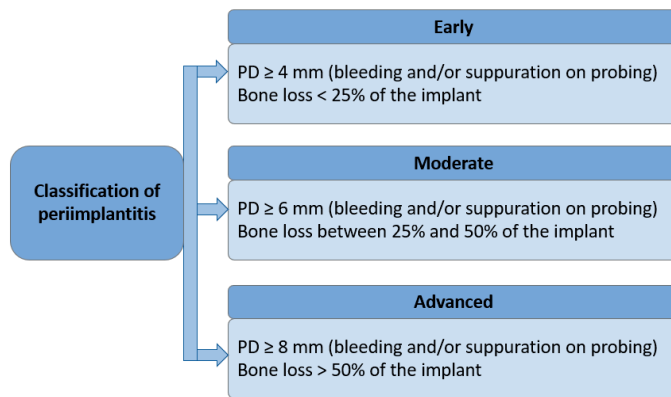 Classification of
periimplantitis
Early
PD ≥ 4 mm (bleeding and/or suppuration on probing)
Bone loss < 25% of the implant
Moderate
PD ≥ 6 mm (bleeding and/or suppuration on probing)
Bone loss between 25% and 50% of the implant
Advanced
PD ≥ 8 mm (bleeding and/or suppuration on probing)
Bone loss > 50% of the implant